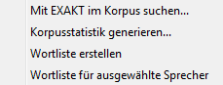 Mit EXAKT im Korpus suchen...
Korpusstatistik generieren...
Wortliste erstellen
Wortliste für ausgewählte Sprecher